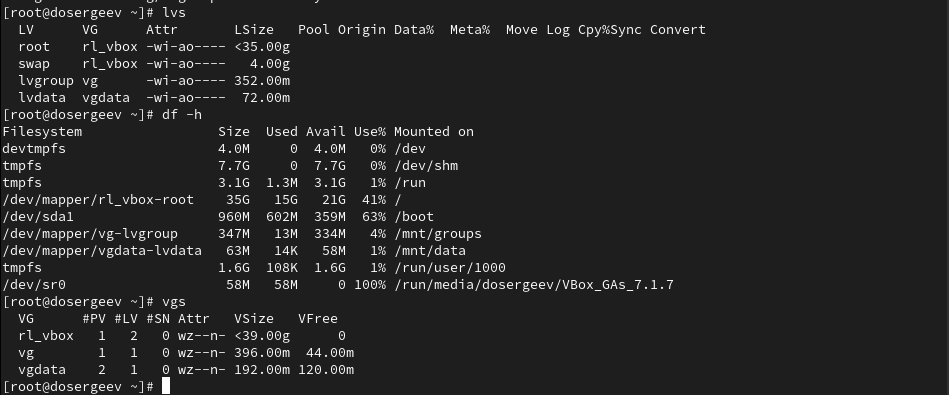 [root@dosergeev ~]# lvs
  LV      VG      Attr       LSize   Pool Origin Data%  Meta%  Move Log Cpy%Sync Convert
  root    rl_vbox -wi-ao---- <35.00g
  swap    rl_vbox -wi-ao----   4.00g
  lvgroup vg      -wi-ao---- 352.00m
  lvdata  vgdata  -wi-ao----  72.00m
[root@dosergeev ~]# df -h
Filesystem                 Size  Used Avail Use% Mounted on
devtmpfs                   4.0M     0  4.0M   0% /dev
tmpfs                      7.7G     0  7.7G   0% /dev/shm
tmpfs                      3.1G  1.3M  3.1G   1% /run
/dev/mapper/rl_vbox-root    35G   15G   21G  41% /
/dev/sda1                  960M  602M  359M  63% /boot
/dev/mapper/vg-lvgroup     347M   13M  334M   4% /mnt/groups
/dev/mapper/vgdata-lvdata   63M   14K   58M   1% /mnt/data
tmpfs                      1.6G  108K  1.6G   1% /run/user/1000
/dev/sr0                    58M   58M     0 100% /run/media/dosergeev/VBox_GAs_7.1.7
[root@dosergeev ~]# vgs
  VG      #PV #LV #SN Attr   VSize   VFree
  rl_vbox   1   2   0 wz--n- <39.00g      0
  vg        1   1   0 wz--n- 396.00m  44.00m
  vgdata    2   1   0 wz--n- 192.00m 120.00m
[root@dosergeev ~]#